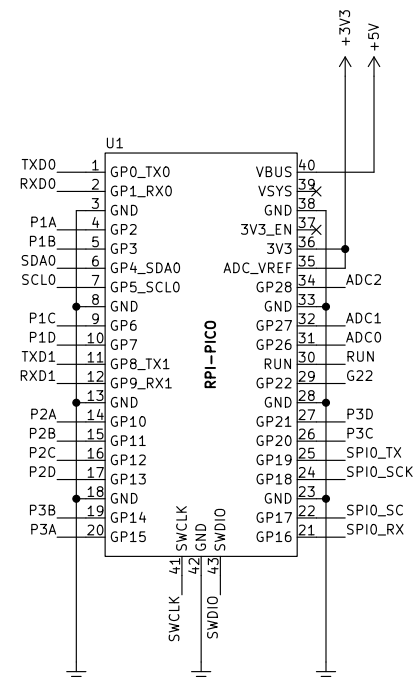 +3V3
+5V
U1
TXD0 1 GP0_TX0 VBUS 40
RXD0 2 GP1_RX0 VSYS 39
3 GND GND 38
P1A 4 GP2 3V3_EN 37
P1B 5 GP3 3V3 36
SDA0 6 GP4_SDA0 ADC_VREF 35
SCL0 7 GP5_SCL0 GP28 34 ADC2
8 GND GND 33
P1C 9 GP6 GP27 32 ADC1
P1D 10 GP7 GP26 31 ADC0
TXD1 11 GP8_TX1 RUN 30 RUN
RXD1 12 GP9_RX1 GP22 29 G22
13 GND GND 28
P2A 14 GP10 GP21 27 P3D
P2B 15 GP11 GP20 26 P3C
P2C 16 GP12 GP19 25 SPI0_TX
P2D 17 GP13 GP18 24 SPI0_SCK
18 GND GND 23
P3B 19 GP14 GP17 22 SPI0_SC
P3A 20 GP15 GP16 21 SPI0_RX
RPI-PICO
SWCLK GND SWDIO
41 42 43
SWCLK SWDIO